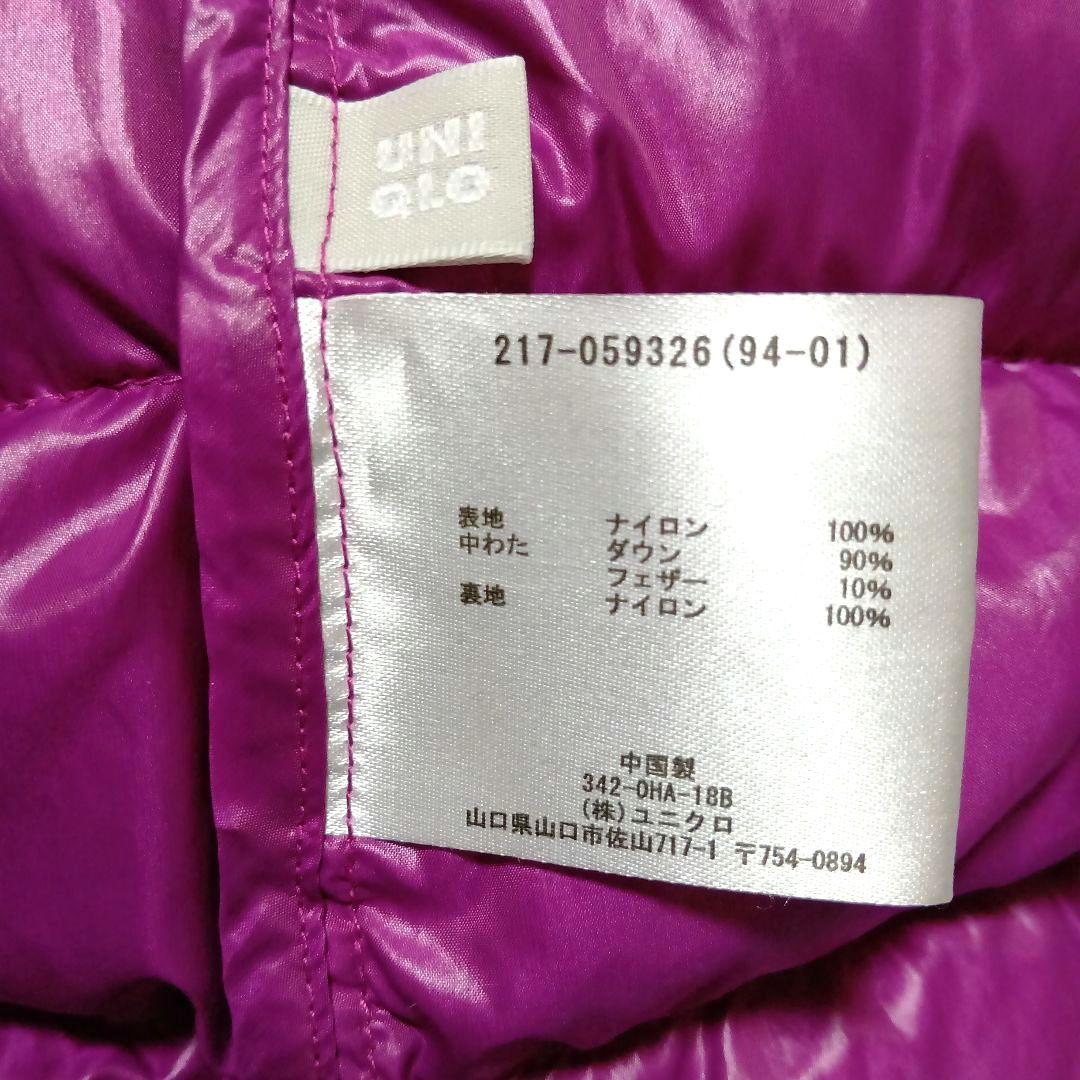 UNI
QLO
217-059326(94-01)
表地 ナイロン 100%
中わた ダウン 90%
フェザー 10%
裏地 ナイロン 100%
中国製
342-OHA-18B
(株)ユニクロ
山口県山口市佐山717-1 〒754-0894